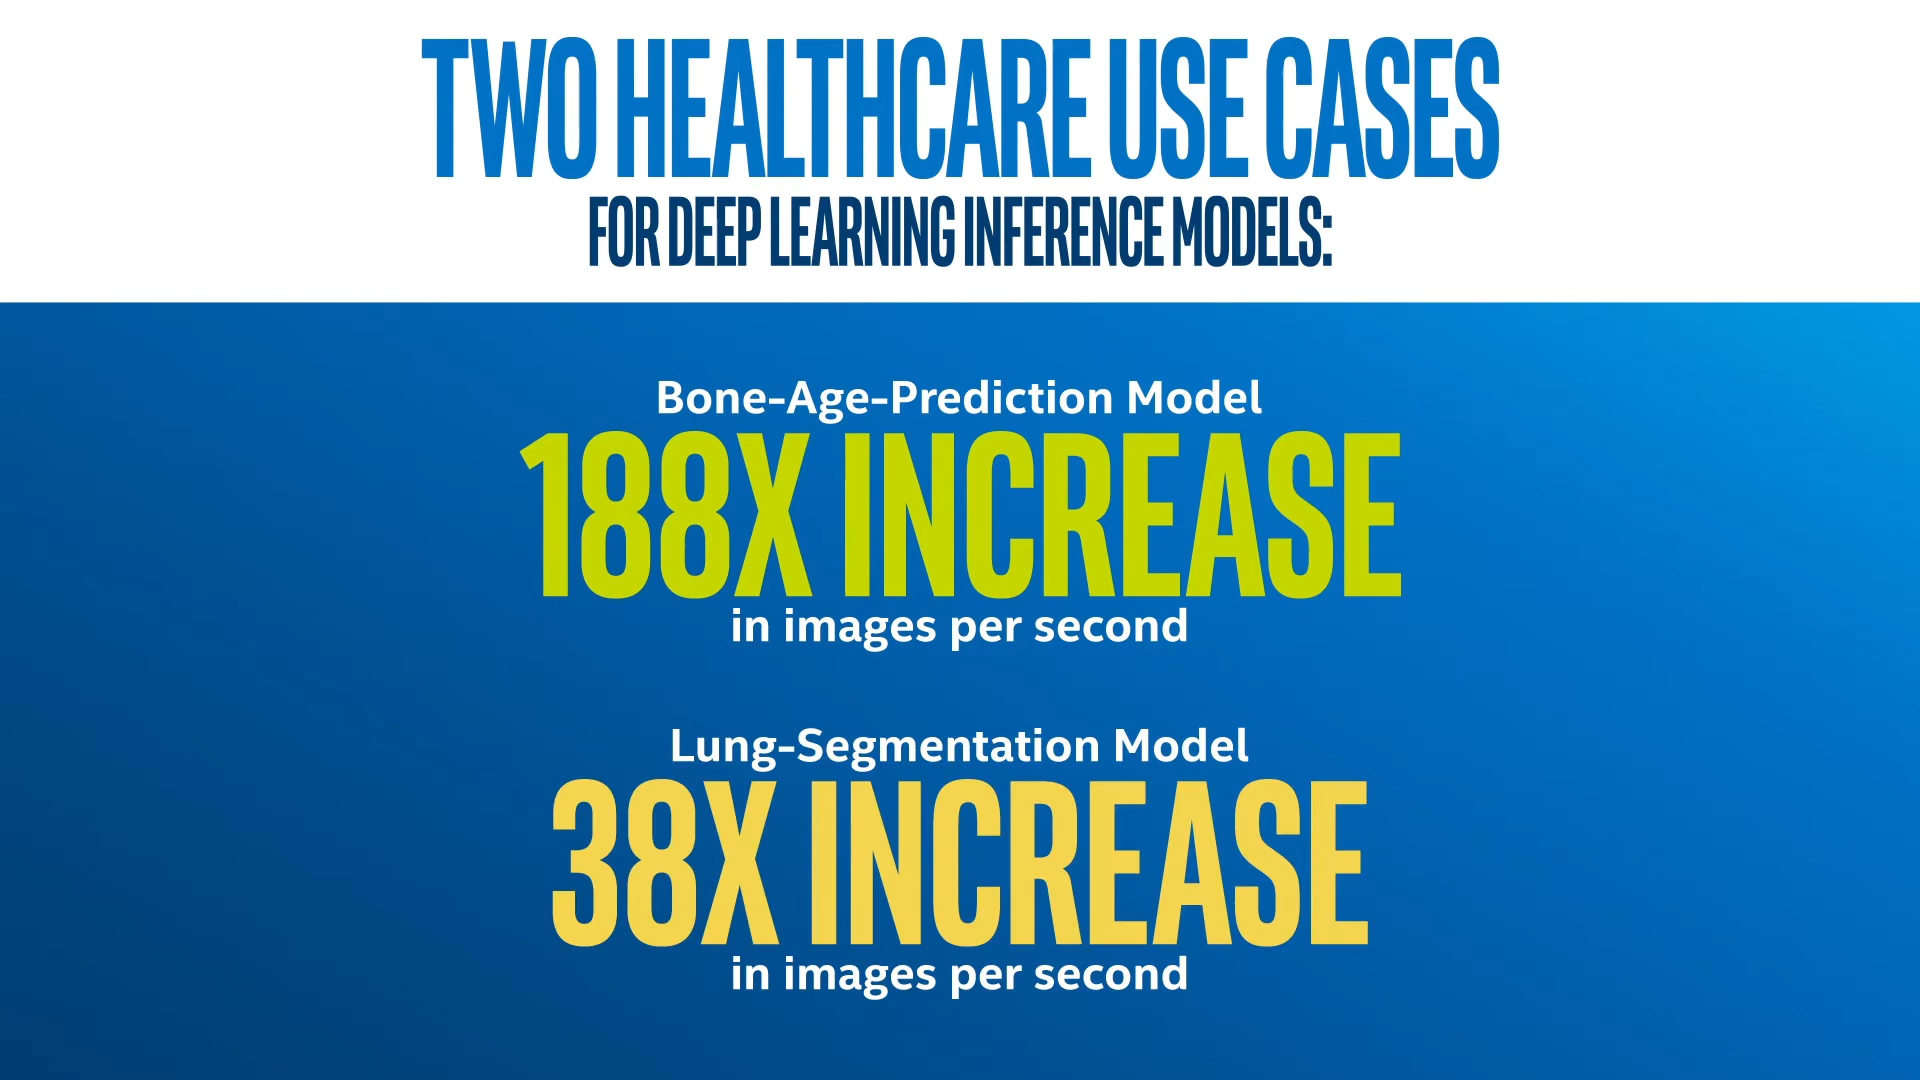 TWO HEALTHCARE USE CASES
FOR DEEP LEARNING INFERENCE MODELS:
Bone-Age-Prediction Model
188X INCREASE
in images per second
Lung-Segmentation Model
38X INCREASE
in images per second